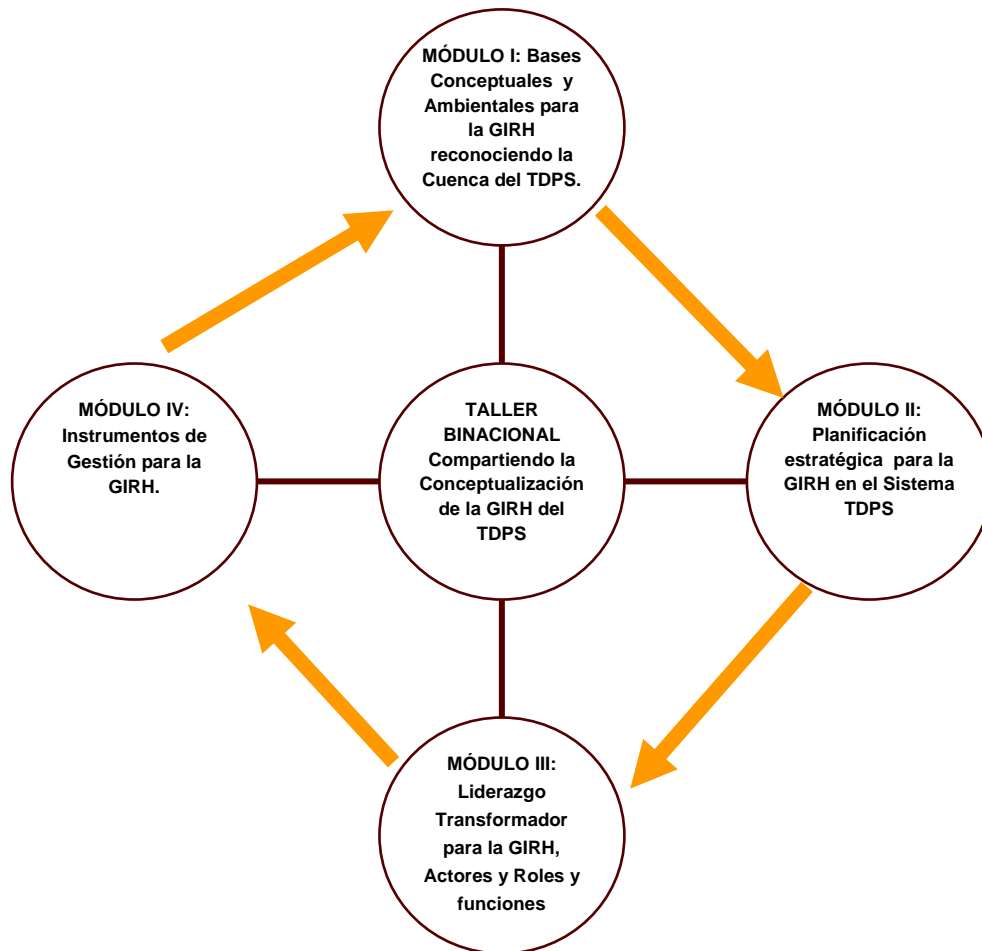 MÓDULO I: Bases
Conceptuales y
Ambientales para
la GIRH
reconociendo la
Cuenca del TDPS.
MÓDULO IV:
Instrumentos de
Gestión para la
GIRH.
TALLER
BINACIONAL
Compartiendo la
Conceptualización
de la GIRH del
TDPS
MÓDULO II:
Planificación
estratégica para la
GIRH en el Sistema
TDPS
MÓDULO III:
Liderazgo
Transformador
para la GIRH,
Actores y Roles y
funciones